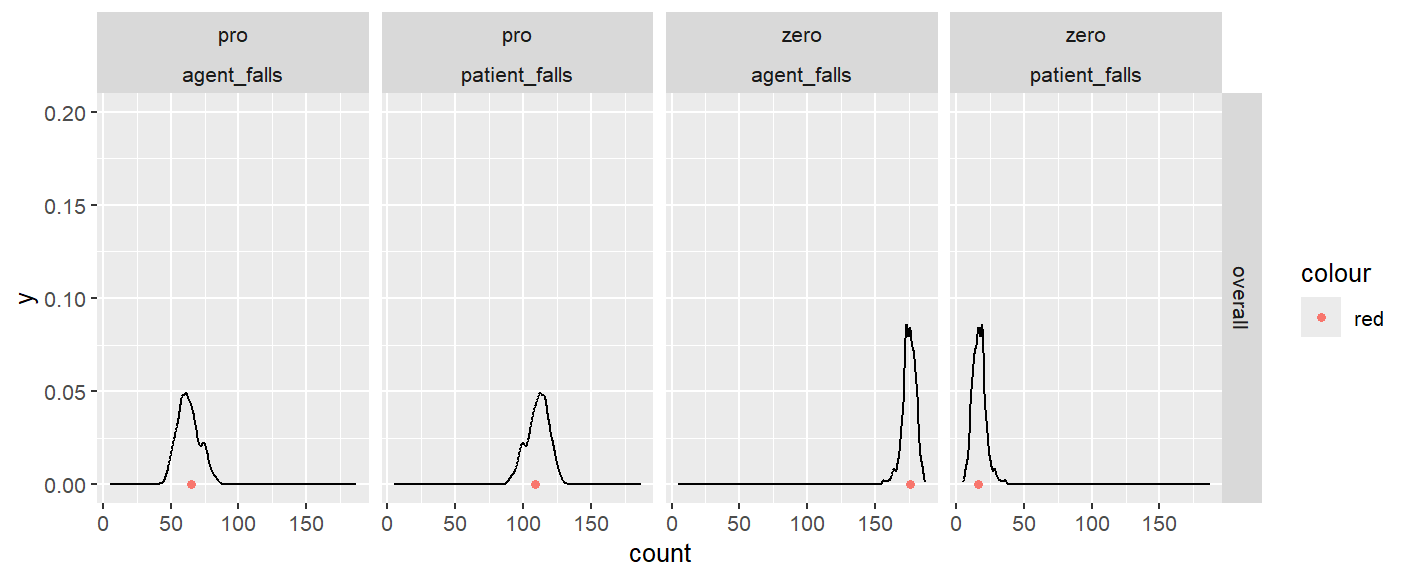 pro
pro
zero
zero
agent_falls
patient_falls
agent_falls
patient_falls
0.20
0.15
0.10
0.05
0.00
y
overall
colour
red
0 50 100 150
0 50 100 150
0 50 100 150
0 50 100 150
count